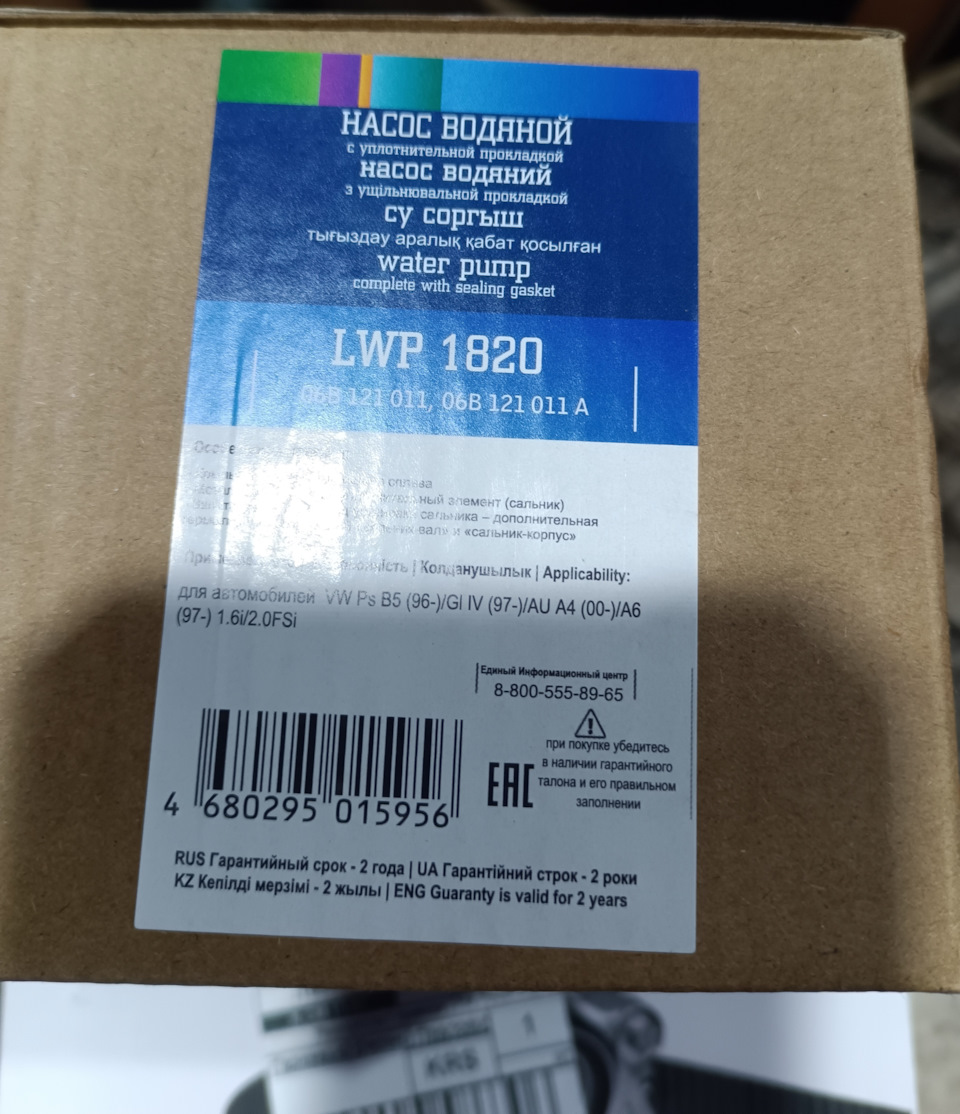 НАСОС ВОДЯНОЙ
с уплотнительной прокладкой
насос водяний
з ущільнювальной прокладкой
су соргыш
тығыздау аралық қабат қосылған
water pump
complete with sealing gasket
LWP 1820
06B 121 011, 06B 121 011 A
сплава
элемент (сальник)
сальника – дополнительная
вал» и «сальник-корпус»
| Колданушылык | Applicability:
для автомобилей VW Ps B5 (96-)/Gl IV (97-)/AU A4 (00-)/A6
(97-) 1.6i/2.0FSi
Единый Информационный центр
8-800-555-89-65
при покупке убедитесь
в наличии гарантийного
талона и его правильном
заполнении
EAC
4 680295 015956
RUS Гарантийный срок - 2 года | UA Гарантійний строк - 2 роки
KZ Кепілді мерзімі - 2 жылы | ENG Guaranty is valid for 2 years
1
KRS